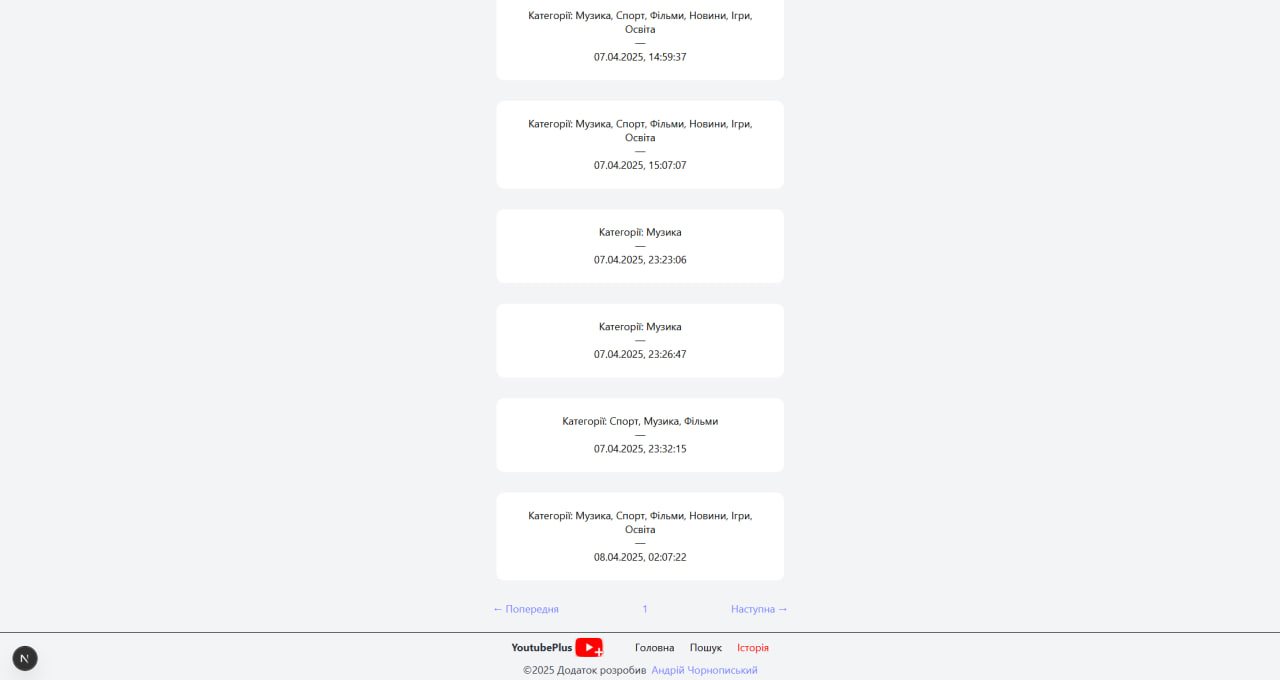 Категорії: Музика, Спорт, Фільми, Новини, Ігри,
Освіта
—
07.04.2025, 14:59:37
Категорії: Музика, Спорт, Фільми, Новини, Ігри,
Освіта
—
07.04.2025, 15:07:07
Категорії: Музика
—
07.04.2025, 23:23:06
Категорії: Музика
—
07.04.2025, 23:26:47
Категорії: Спорт, Музика, Фільми
—
07.04.2025, 23:32:15
Категорії: Музика, Спорт, Фільми, Новини, Ігри,
Освіта
—
08.04.2025, 02:07:22
← Попередня 1 Наступна →
YoutubePlus Головна Пошук Історія
N
©2025 Додаток розробив Андрій Чорнописький